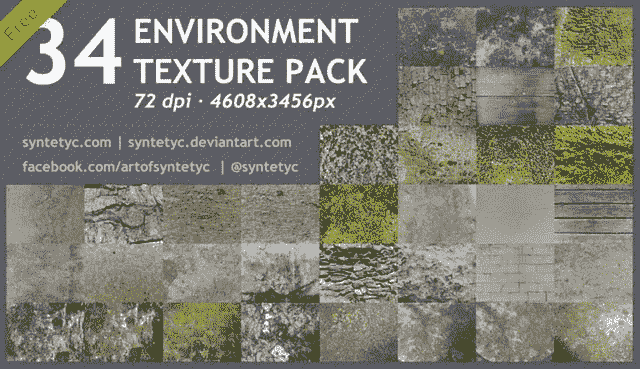 Free
34
ENVIRONMENT
TEXTURE PACK
72 dpi · 4608x3456px
syntetyc.com | syntetyc.deviantart.com
facebook.com/artofsyntetyc | @syntetyc